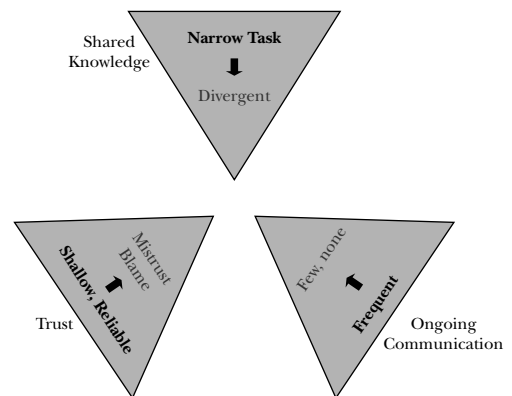 Shared
Knowledge
Narrow Task
Divergent
Trust
Shallow, Reliable
Mistrust
Blame
Few, none
Frequent
Ongoing
Communication